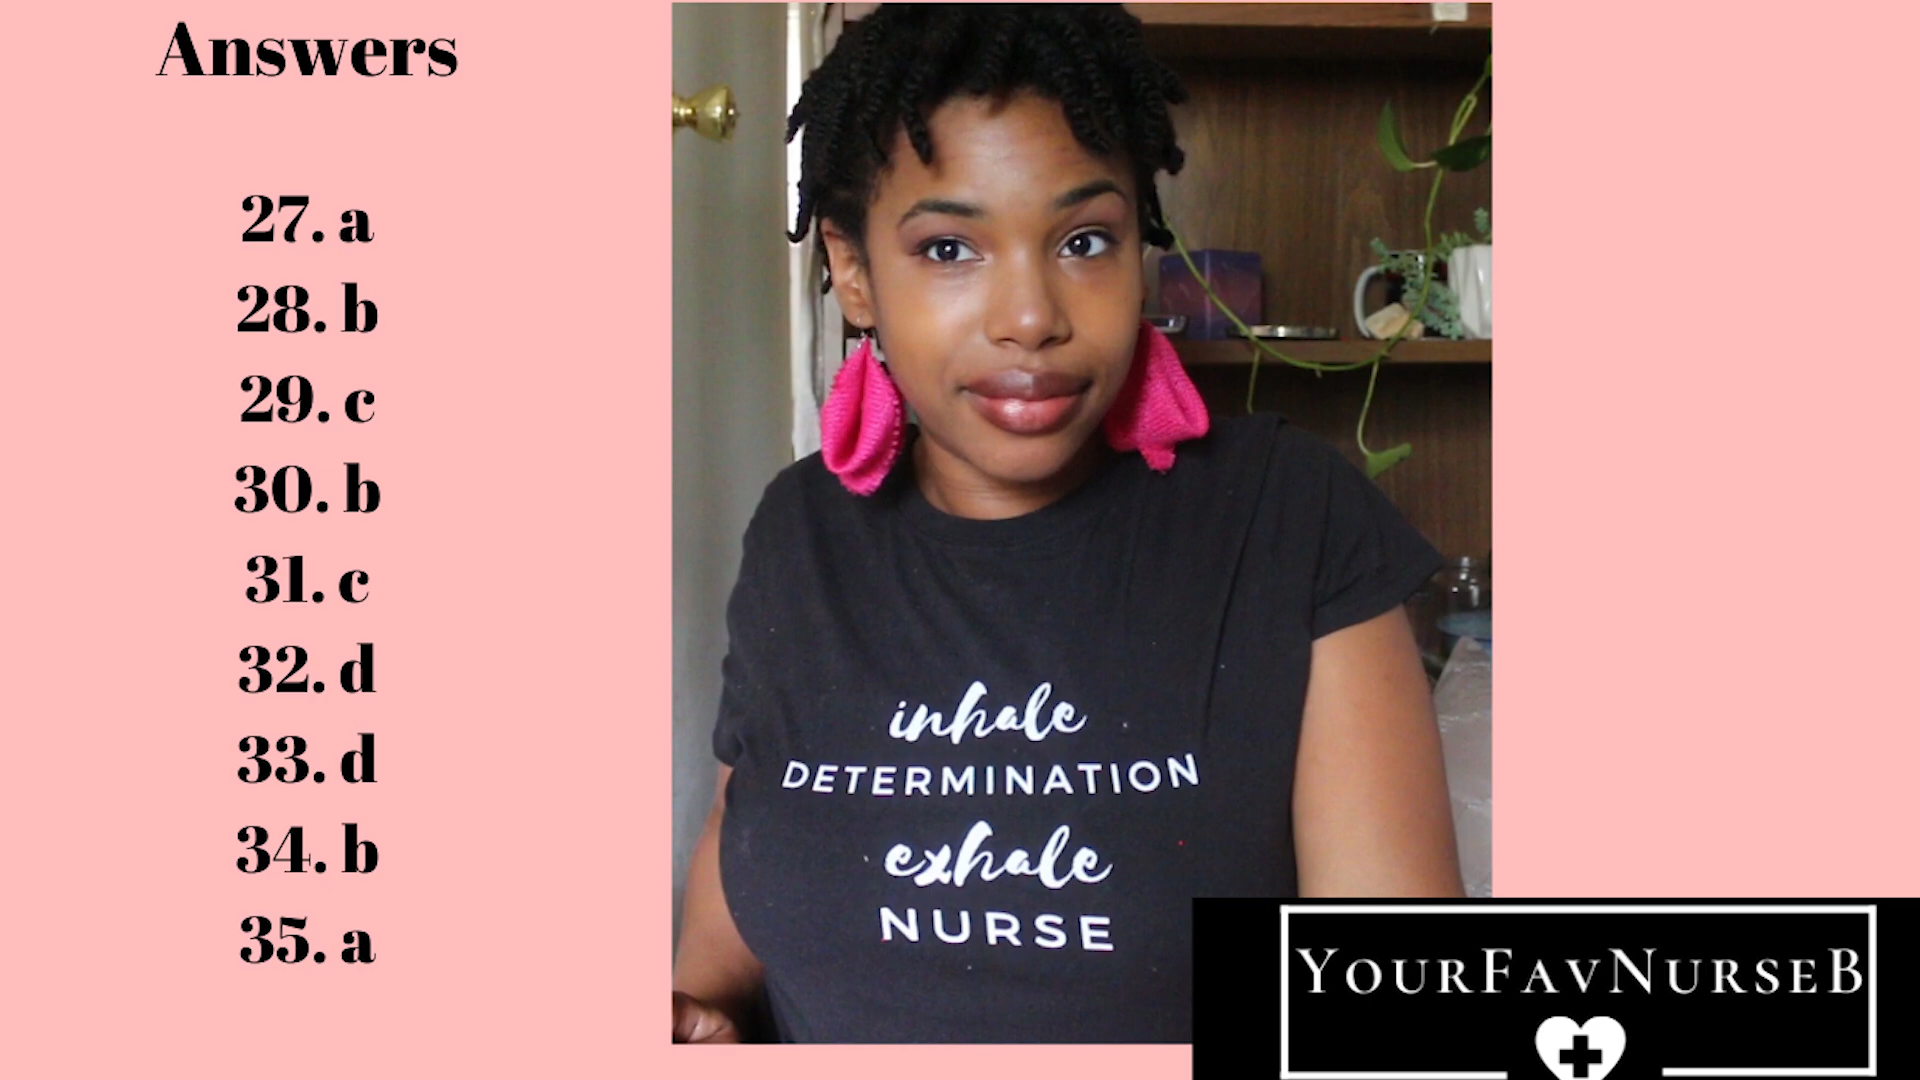 Answers
27. a
28. b
29. c
30. b
31. c
32. d
33. d
34. b
35. a
inhale
DETERMINATION
exhale
NURSE
YOURFAVNURSEB